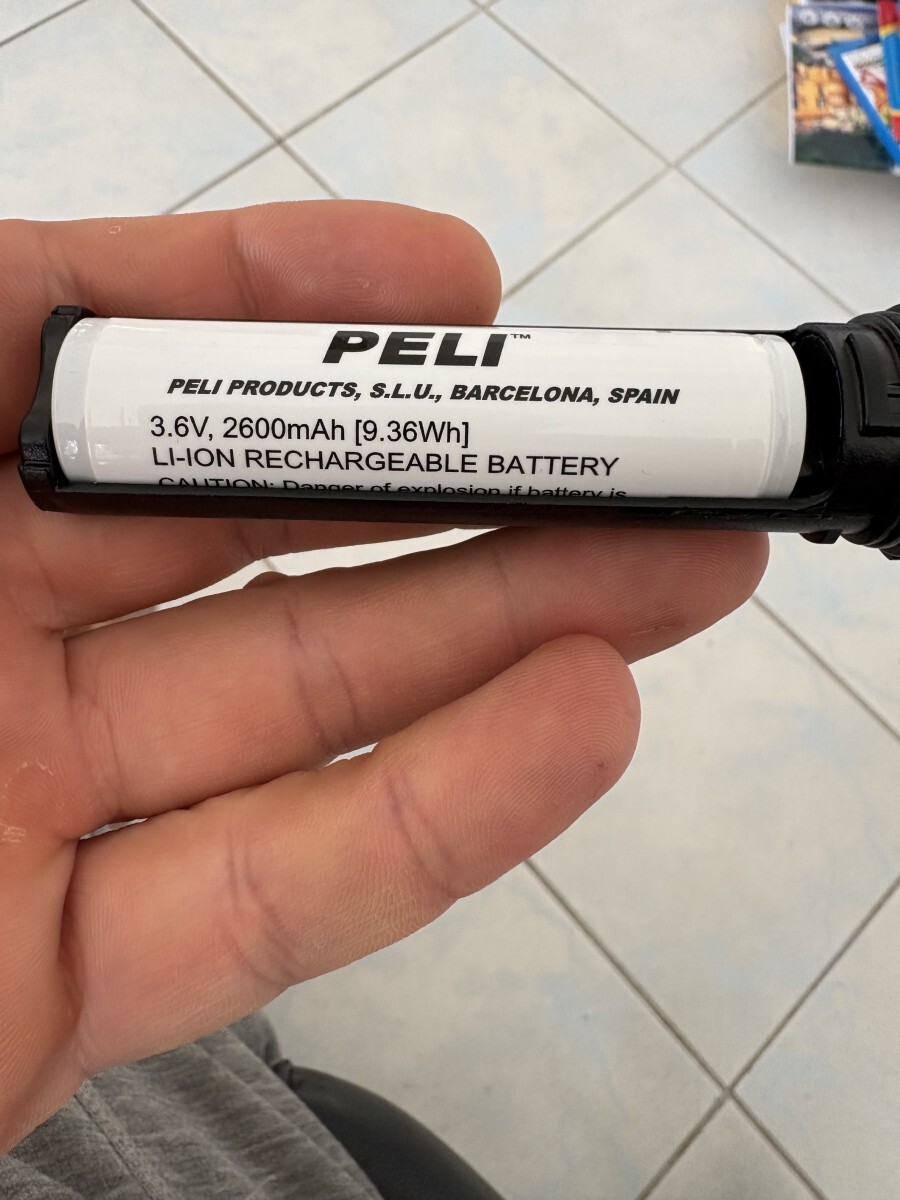 PELI™
PELI PRODUCTS, S.L.U., BARCELONA, SPAIN
3.6V, 2600mAh [9.36Wh]
LI-ION RECHARGEABLE BATTERY
CAUTION: Danger of explosion if battery is